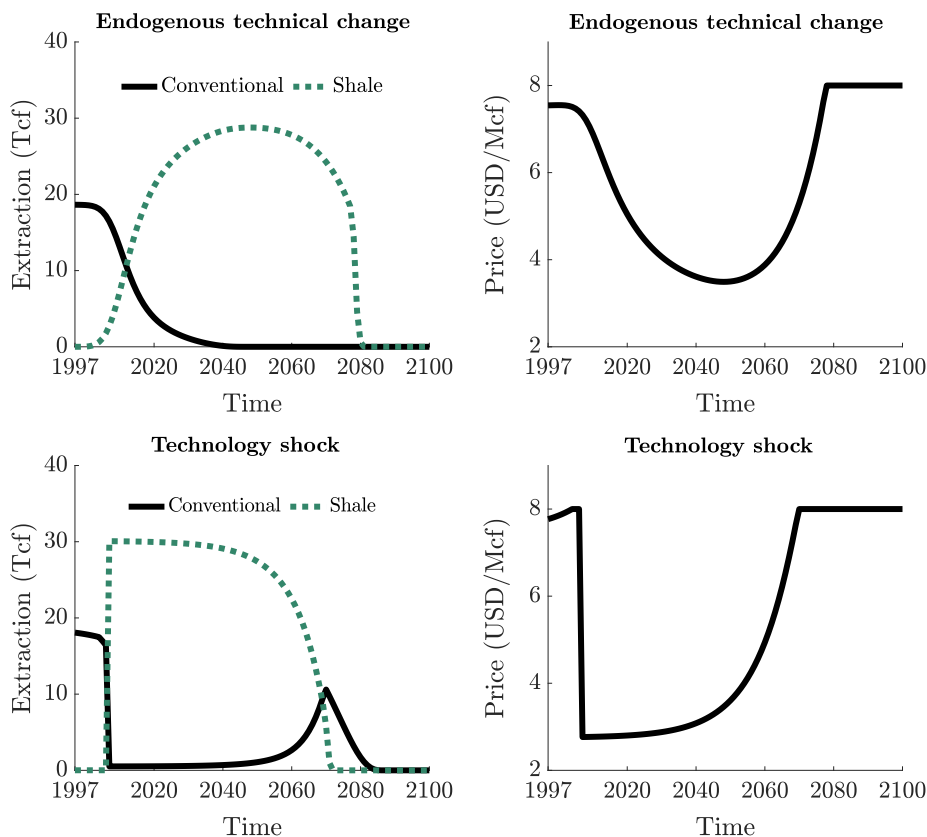 Endogenous technical change
40
30
20
10
0
Extraction (Tcf)
Conventional Shale
1997 2020 2040 2060 2080 2100
Time
Endogenous technical change
8
6
4
2
Price (USD/Mcf)
1997 2020 2040 2060 2080 2100
Time
Technology shock
40
30
20
10
0
Extraction (Tcf)
Conventional Shale
1997 2020 2040 2060 2080 2100
Time
Technology shock
8
6
4
2
Price (USD/Mcf)
1997 2020 2040 2060 2080 2100
Time